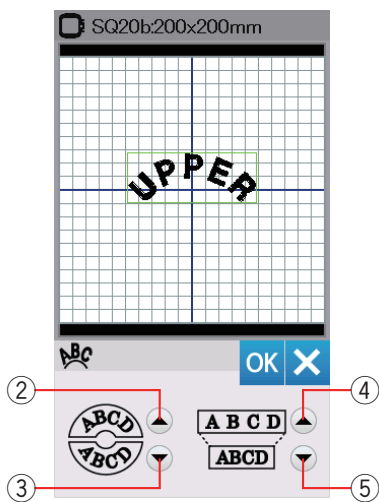 SQ20b:200x200mm
UPPER
ABC
OK
② ④
ABCD A B C D
ABCD ABCD
③ ⑤